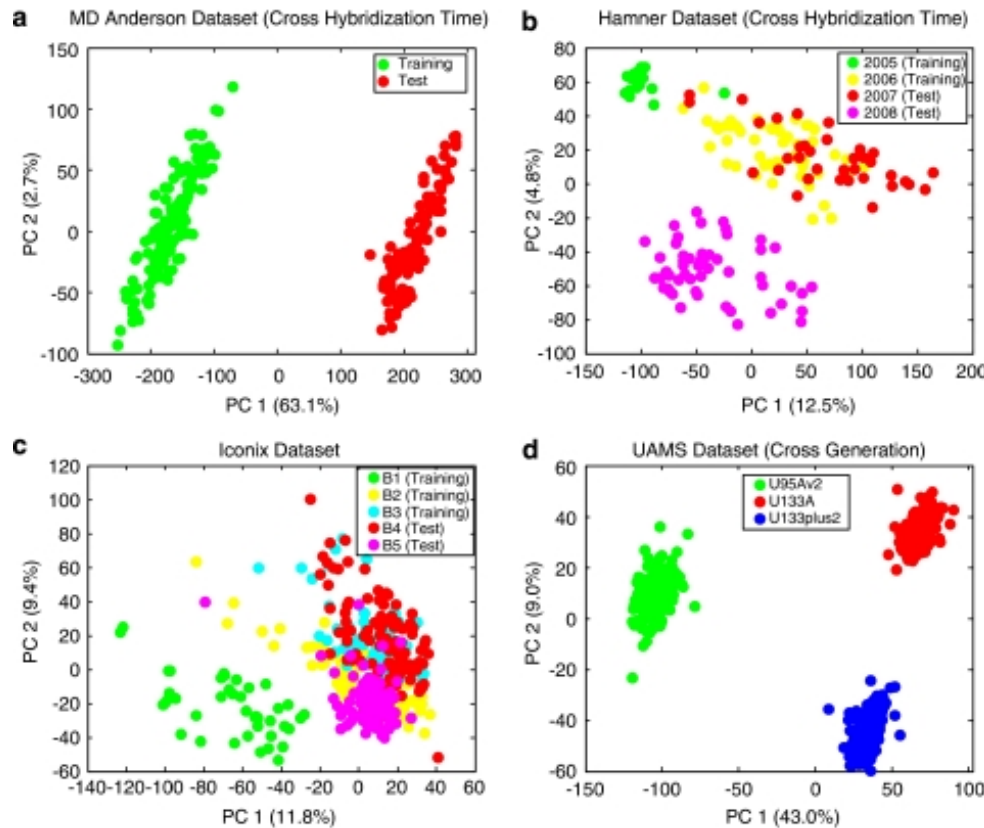 a MD Anderson Dataset (Cross Hybridization Time)
150
100
50
0
-50
-100
-300 -200 -100 0 100 200 300
PC 2 (2.7%)
PC 1 (63.1%)
Training
Test
b Hamner Dataset (Cross Hybridization Time)
80
60
40
20
0
-20
-40
-60
-80
-100
-150 -100 -50 0 50 100 150 200
PC 2 (4.8%)
PC 1 (12.5%)
2005 (Training)
2006 (Training)
2007 (Test)
2008 (Test)
c Iconix Dataset
120
100
80
60
40
20
0
-20
-40
-60
-140 -120 -100 -80 -60 -40 -20 0 20 40 60
PC 2 (9.4%)
PC 1 (11.8%)
B1 (Training)
B2 (Training)
B3 (Training)
B4 (Test)
B5 (Test)
d UAMS Dataset (Cross Generation)
60
40
20
0
-20
-40
-60
-150 -100 -50 0 50 100
PC 2 (9.0%)
PC 1 (43.0%)
U95Av2
U133A
U133plus2